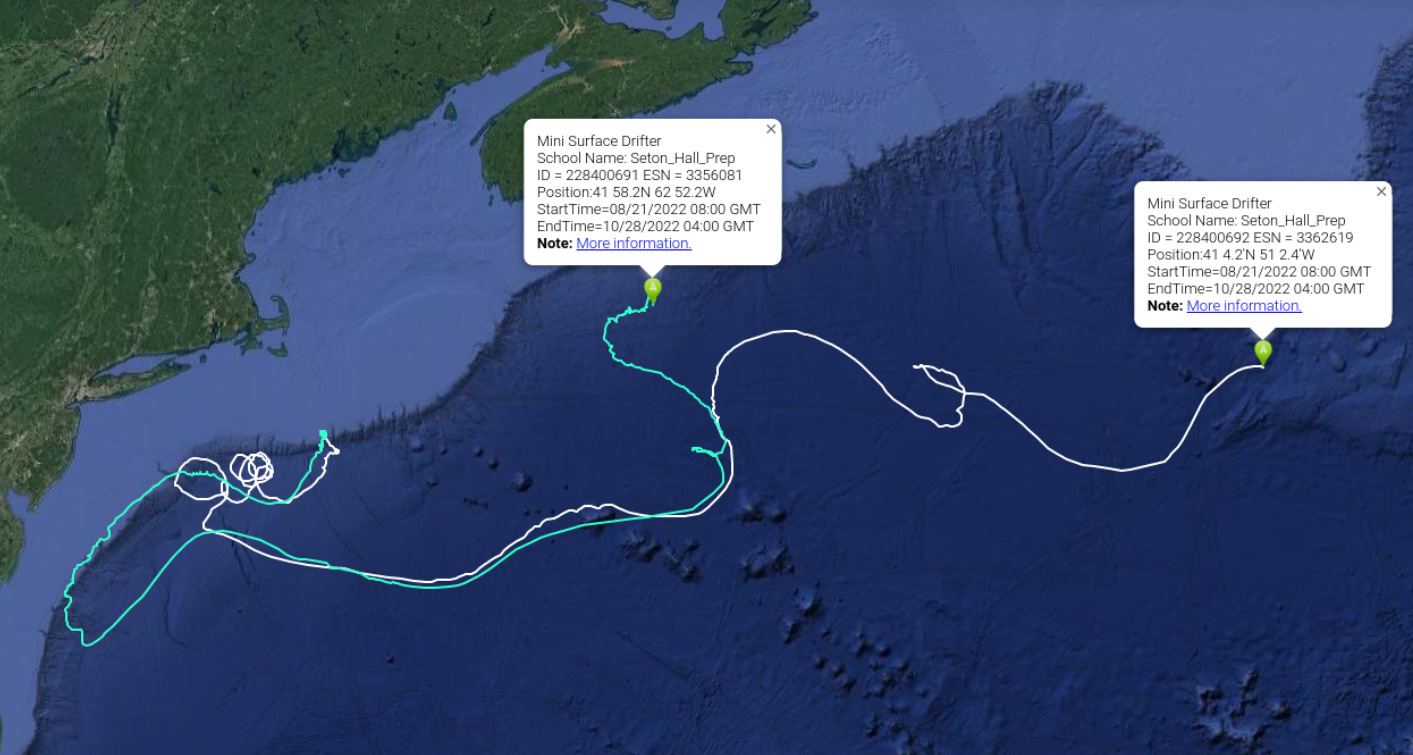 Mini Surface Drifter
School Name: Seton_Hall_Prep
ID = 228400691 ESN = 3356081
Position:41 58.2N 62 52.2W
StartTime=08/21/2022 08:00 GMT
EndTime=10/28/2022 04:00 GMT
Note: More information.
A
Mini Surface Drifter
School Name: Seton_Hall_Prep
ID = 228400692 ESN = 3362619
Position:41 4.2'N 51 2.4'W
StartTime=08/21/2022 08:00 GMT
EndTime=10/28/2022 04:00 GMT
Note: More information.
A